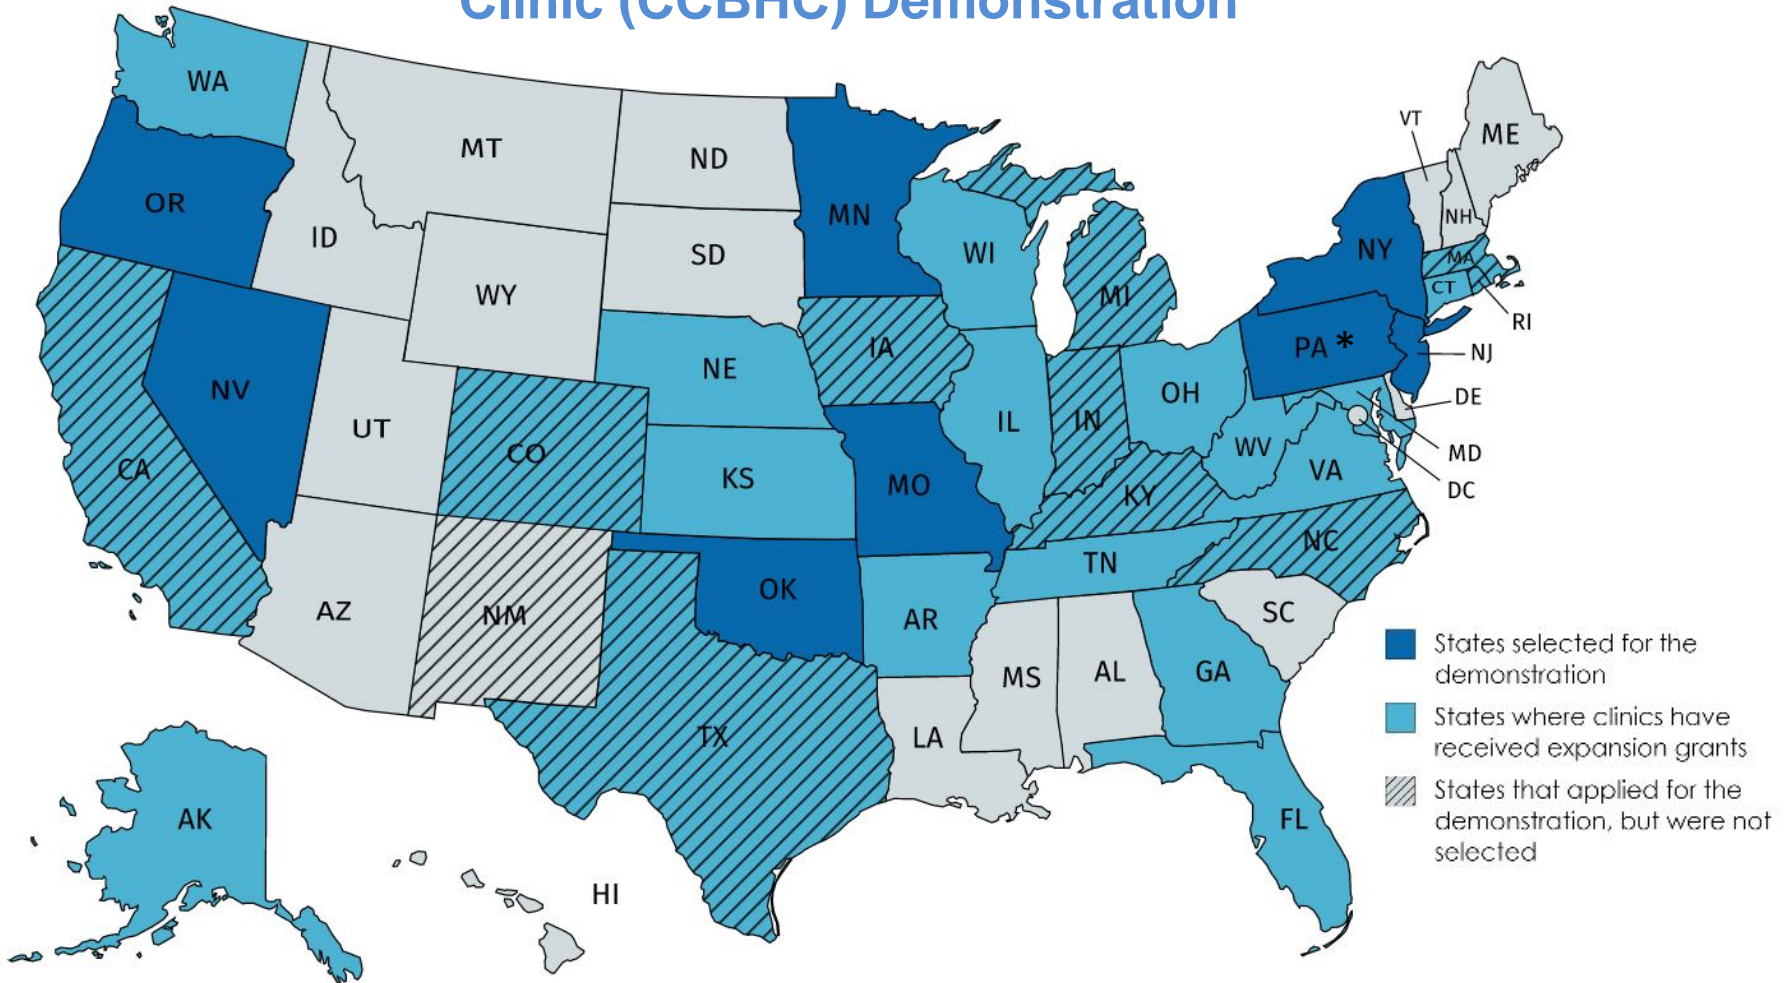 Clinic (CCBHC) Demonstration
WA
MT
ND
MN
VT
ME
OR
ID
SD
WI
NH
NY
MA
WY
MI
CT
RI
IA
PA *
NJ
NV
NE
OH
DE
UT
CO
IL
IN
WV
MD
CA
KS
MO
KY
VA
DC
NC
TN
AZ
NM
OK
AR
SC
MS
AL
GA
TX
LA
AK
FL
HI
States selected for the
demonstration
States where clinics have
received expansion grants
States that applied for the
demonstration, but were not
selected